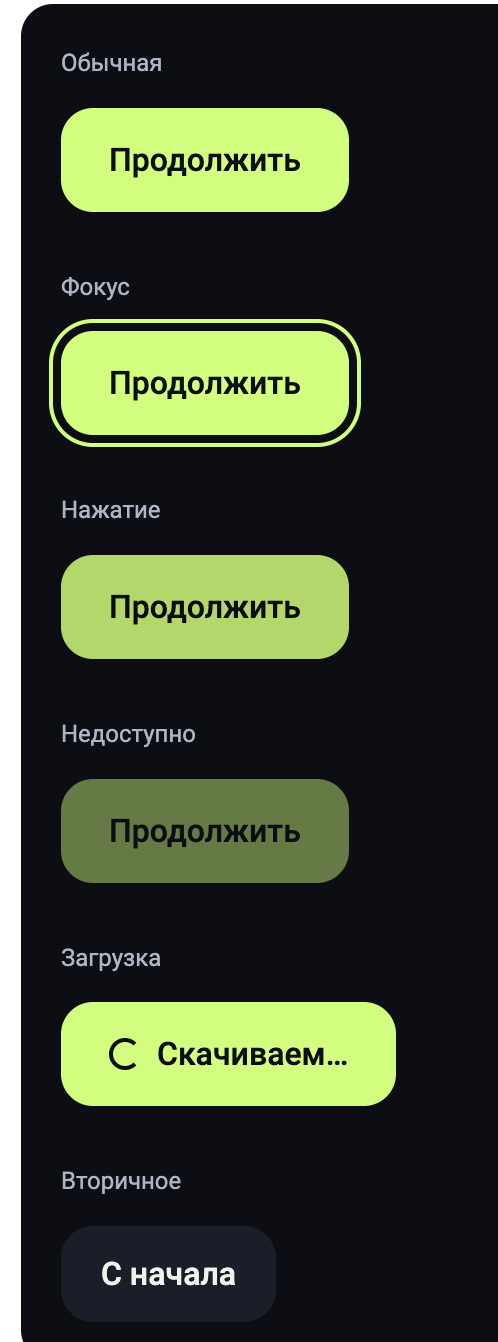 Обычная
Продолжить
Фокус
Продолжить
Нажатие
Продолжить
Недоступно
Продолжить
Загрузка
Скачиваем…
Вторичное
С начала